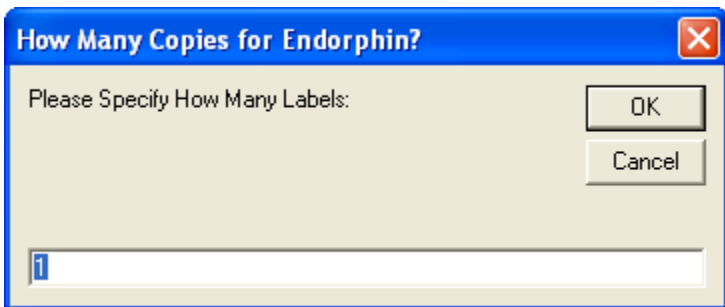 How Many Copies for Endorphin?
Please Specify How Many Labels:
OK
Cancel
1